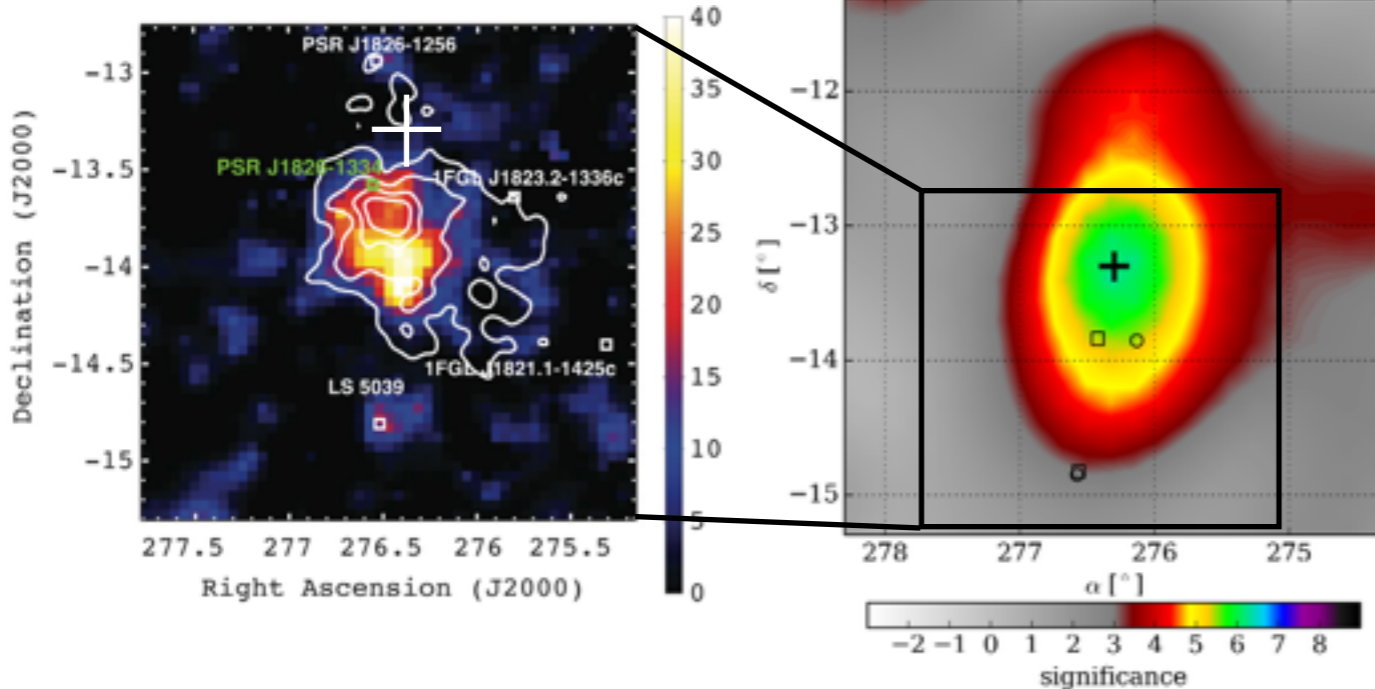 PSR J1826-1256
PSR J1826-1334
1FGL J1823.2-1336c
1FGL J1821.1-1425c
LS 5039
Declination (J2000)
−13
−13.5
−14
−14.5
−15
277.5 277 276.5 276 275.5
Right Ascension (J2000)
40
35
30
25
20
15
10
5
0
δ [°]
−12
−13
−14
−15
278 277 276 275
α [°]
−2 −1 0 1 2 3 4 5 6 7 8
significance